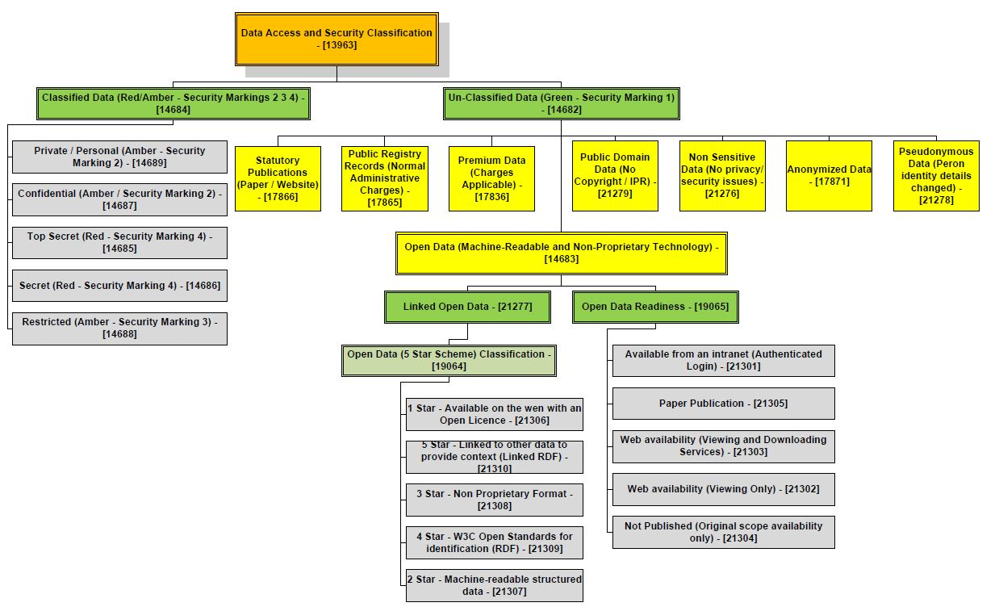 Data Access and Security Classification
- [13963]
Classified Data (Red/Amber - Security Markings 2 3 4) -
[14684]
Un-Classified Data (Green - Security Marking 1)
- [14682]
Private / Personal (Amber - Security
Marking 2) - [14689]
Confidential (Amber / Security Marking 2) -
[14687]
Top Secret (Red - Security Marking 4) -
[14685]
Secret (Red - Security Marking 4) - [14686]
Restricted (Amber - Security Marking 3) -
[14688]
Statutory
Publications
(Paper / Website)
- [17866]
Public Registry
Records (Normal
Administrative
Charges) -
[17865]
Premium Data
(Charges
Applicable) -
[17836]
Public Domain
Data (No
Copyright / IPR) -
[21279]
Non Sensitive
Data (No privacy/
security issues) -
[21276]
Anonymized Data
- [17871]
Pseudonymous
Data (Peron
identity details
changed) -
[21278]
Open Data (Machine-Readable and Non-Proprietary Technology) -
[14683]
Linked Open Data - [21277]
Open Data Readiness - [19065]
Open Data (5 Star Scheme) Classification -
[19064]
1 Star - Available on the wen with an
Open Licence - [21306]
5 Star - Linked to other data to
provide context (Linked RDF) -
[21310]
3 Star - Non Proprietary Format -
[21308]
4 Star - W3C Open Standards for
identification (RDF) - [21309]
2 Star - Machine-readable structured
data - [21307]
Available from an intranet (Authenticated
Login) - [21301]
Paper Publication - [21305]
Web availability (Viewing and Downloading
Services) - [21303]
Web availability (Viewing Only) - [21302]
Not Published (Original scope availability
only) - [21304]